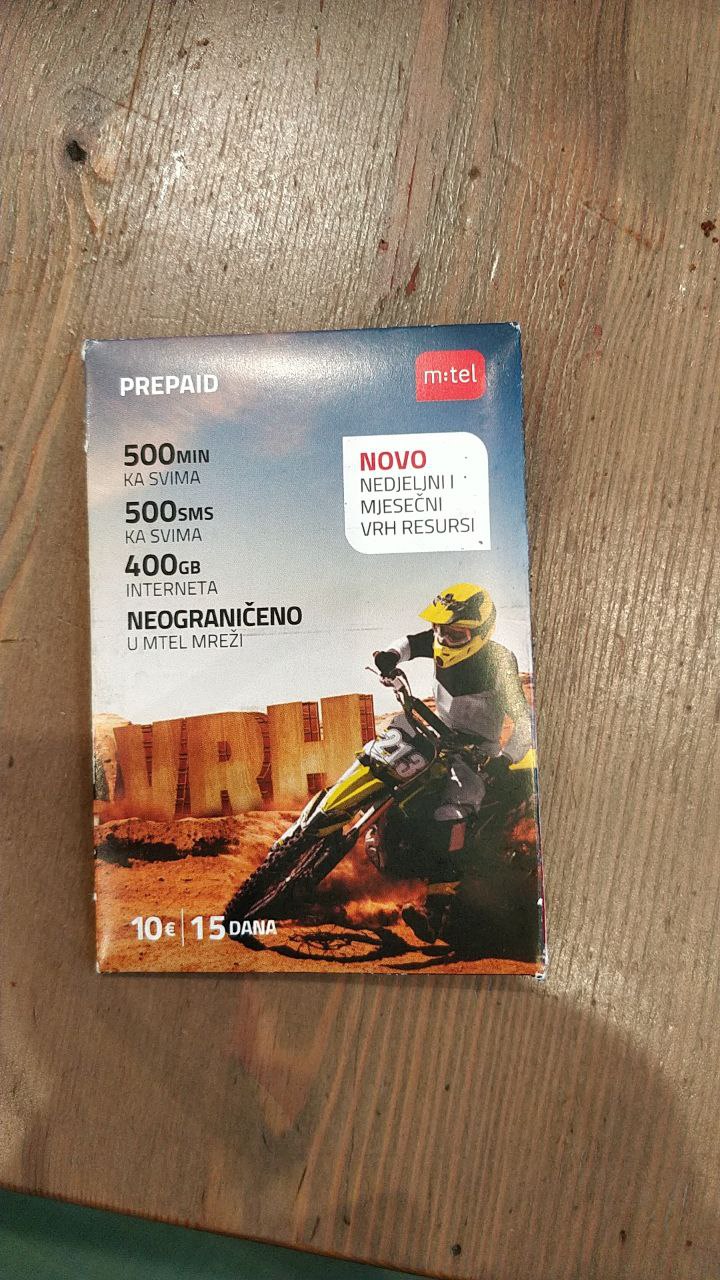 PREPAID
m:tel
500MIN
KA SVIMA
500SMS
KA SVIMA
400GB
INTERNETA
NEOGRANIČENO
U MTEL MREŽI
NOVO
NEDJELJNI I
MJESEČNI
VRH RESURSI
VRH
213
10€ | 15 DANA